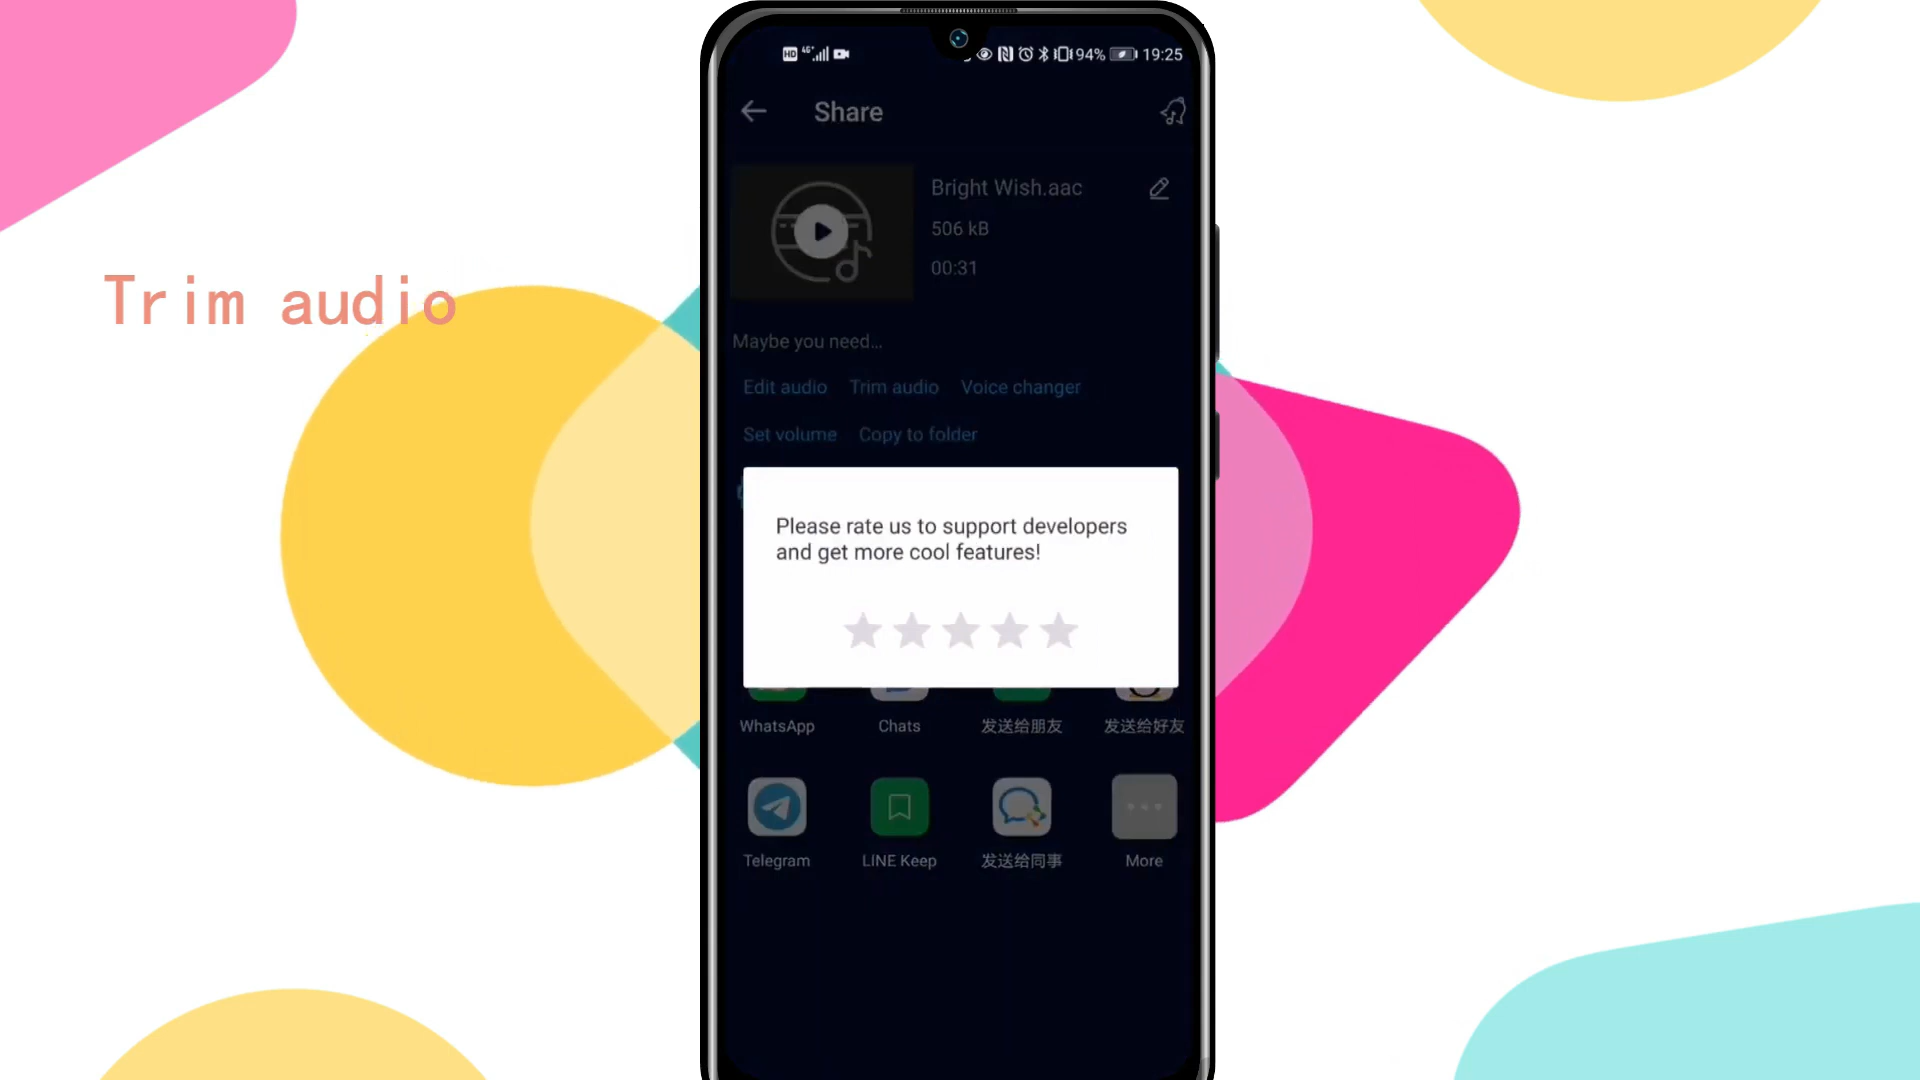 HD 4G+ 94% 19:25
Share
Trim audio
Bright Wish.aac
506 kB
00:31
Maybe you need...
Edit audio Trim audio Voice changer
Set volume Copy to folder
Please rate us to support developers
and get more cool features!
WhatsApp Chats 发送给朋友 发送给好友
Telegram LINE Keep 发送给同事 More